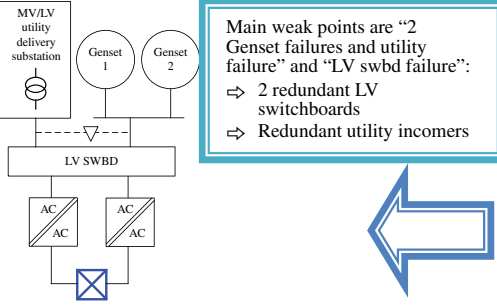 MV/LV
utility
delivery
substation
Genset
1
Genset
2
LV SWBD
AC
AC
AC
AC
Main weak points are “2
Genset failures and utility
failure” and “LV swbd failure”:
⇨ 2 redundant LV
switchboards
⇨ Redundant utility incomers